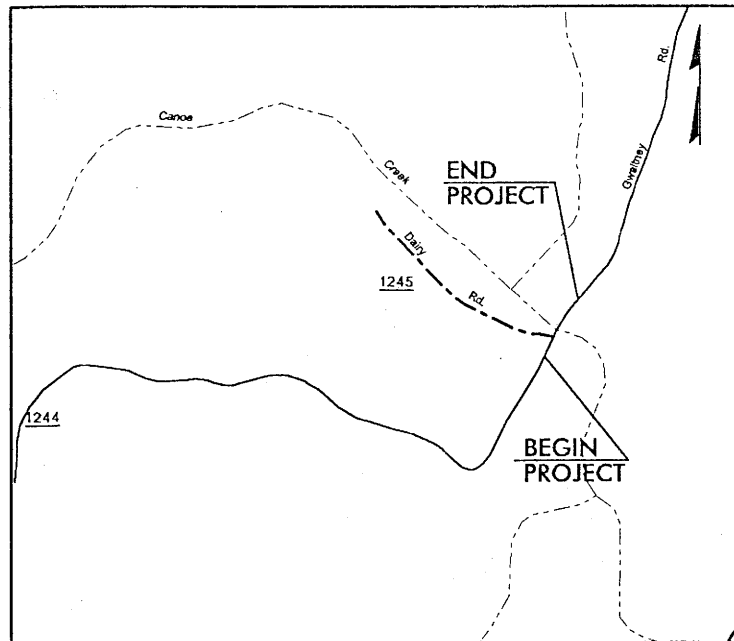 Rd.
Gwaltney
Canoe
Creek
END
PROJECT
Dairy
Rd.
1245
1244
BEGIN
PROJECT